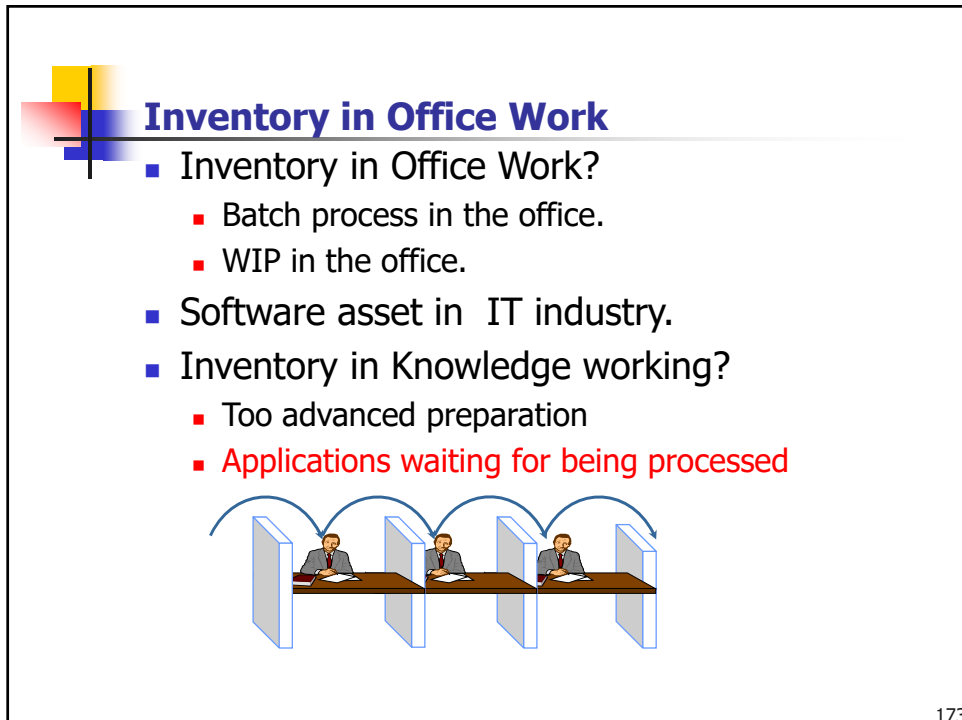 Inventory in Office Work
Inventory in Office Work?
Batch process in the office.
WIP in the office.
Software asset in IT industry.
Inventory in Knowledge working?
Too advanced preparation
Applications waiting for being processed
173